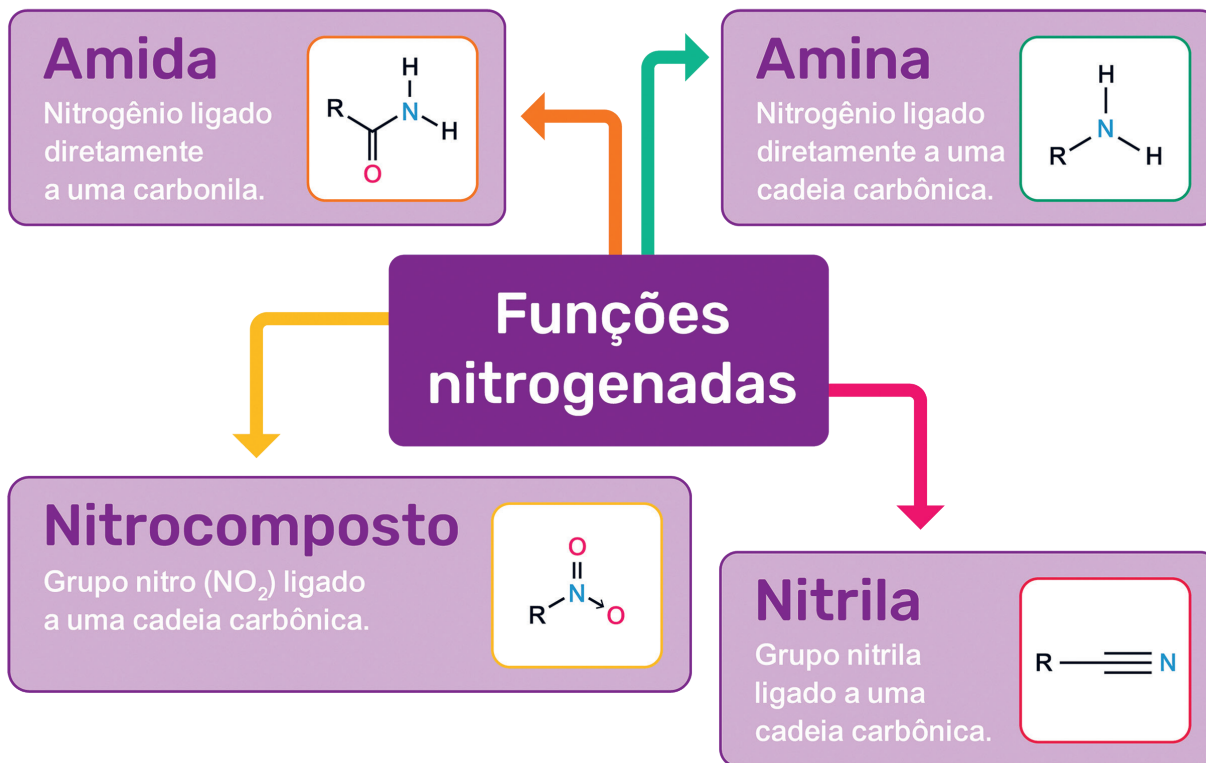 Amida
Nitrogênio ligado
diretamente
a uma carbonila.
R
H
N
H
O
Amina
Nitrogênio ligado
diretamente a uma
cadeia carbônica.
H
N
R
H
Funções
nitrogenadas
Nitrocomposto
Grupo nitro (NO₂) ligado
a uma cadeia carbônica.
O
N
R
O
Nitrila
Grupo nitrila
ligado a uma
cadeia carbônica.
R
N